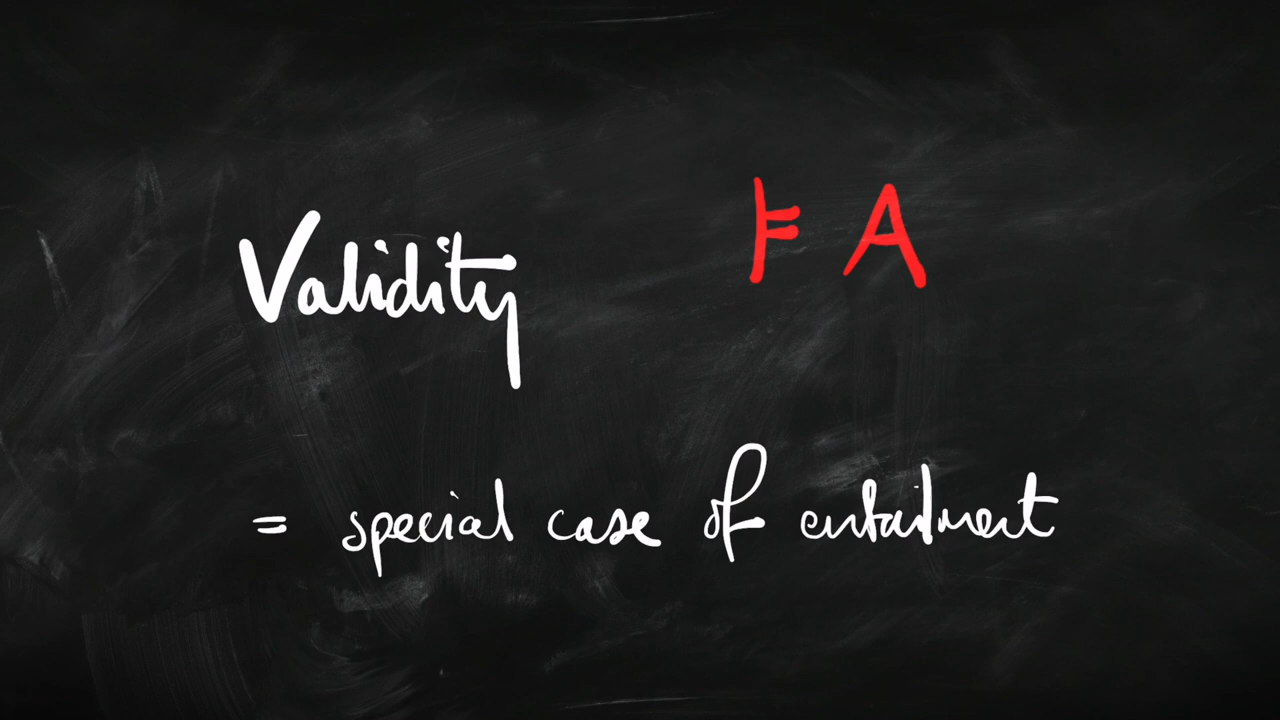 Validity ⊨ A
= special case of entailment